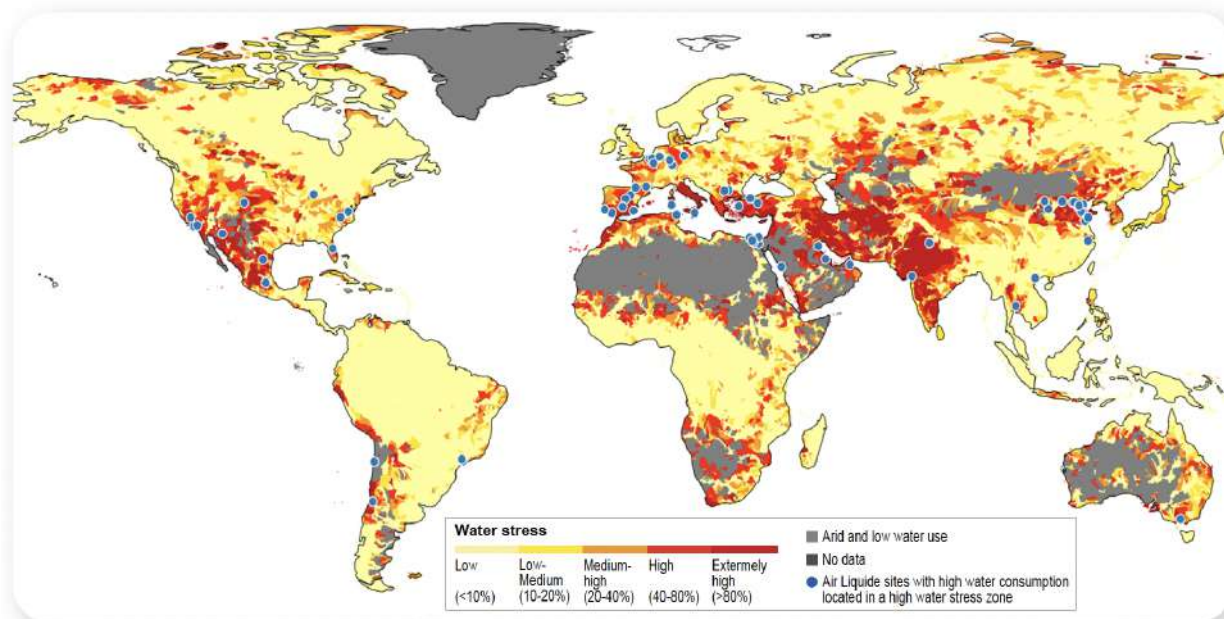 Water stress
Low
(<10%)
Low-
Medium
(10-20%)
Medium-
high
(20-40%)
High
(40-80%)
Extermely
high
(>80%)
Arid and low water use
No data
Air Liquide sites with high water consumption
located in a high water stress zone